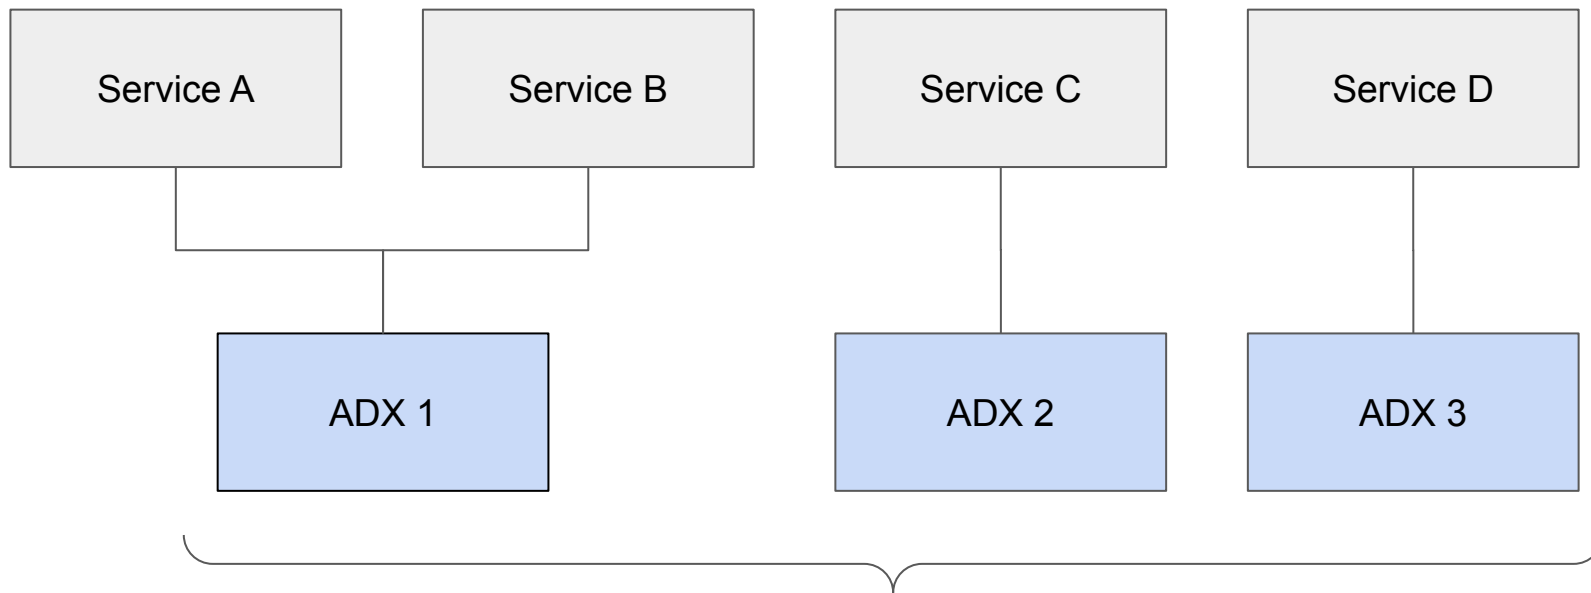 Service A
Service B
Service C
Service D
ADX 1
ADX 2
ADX 3